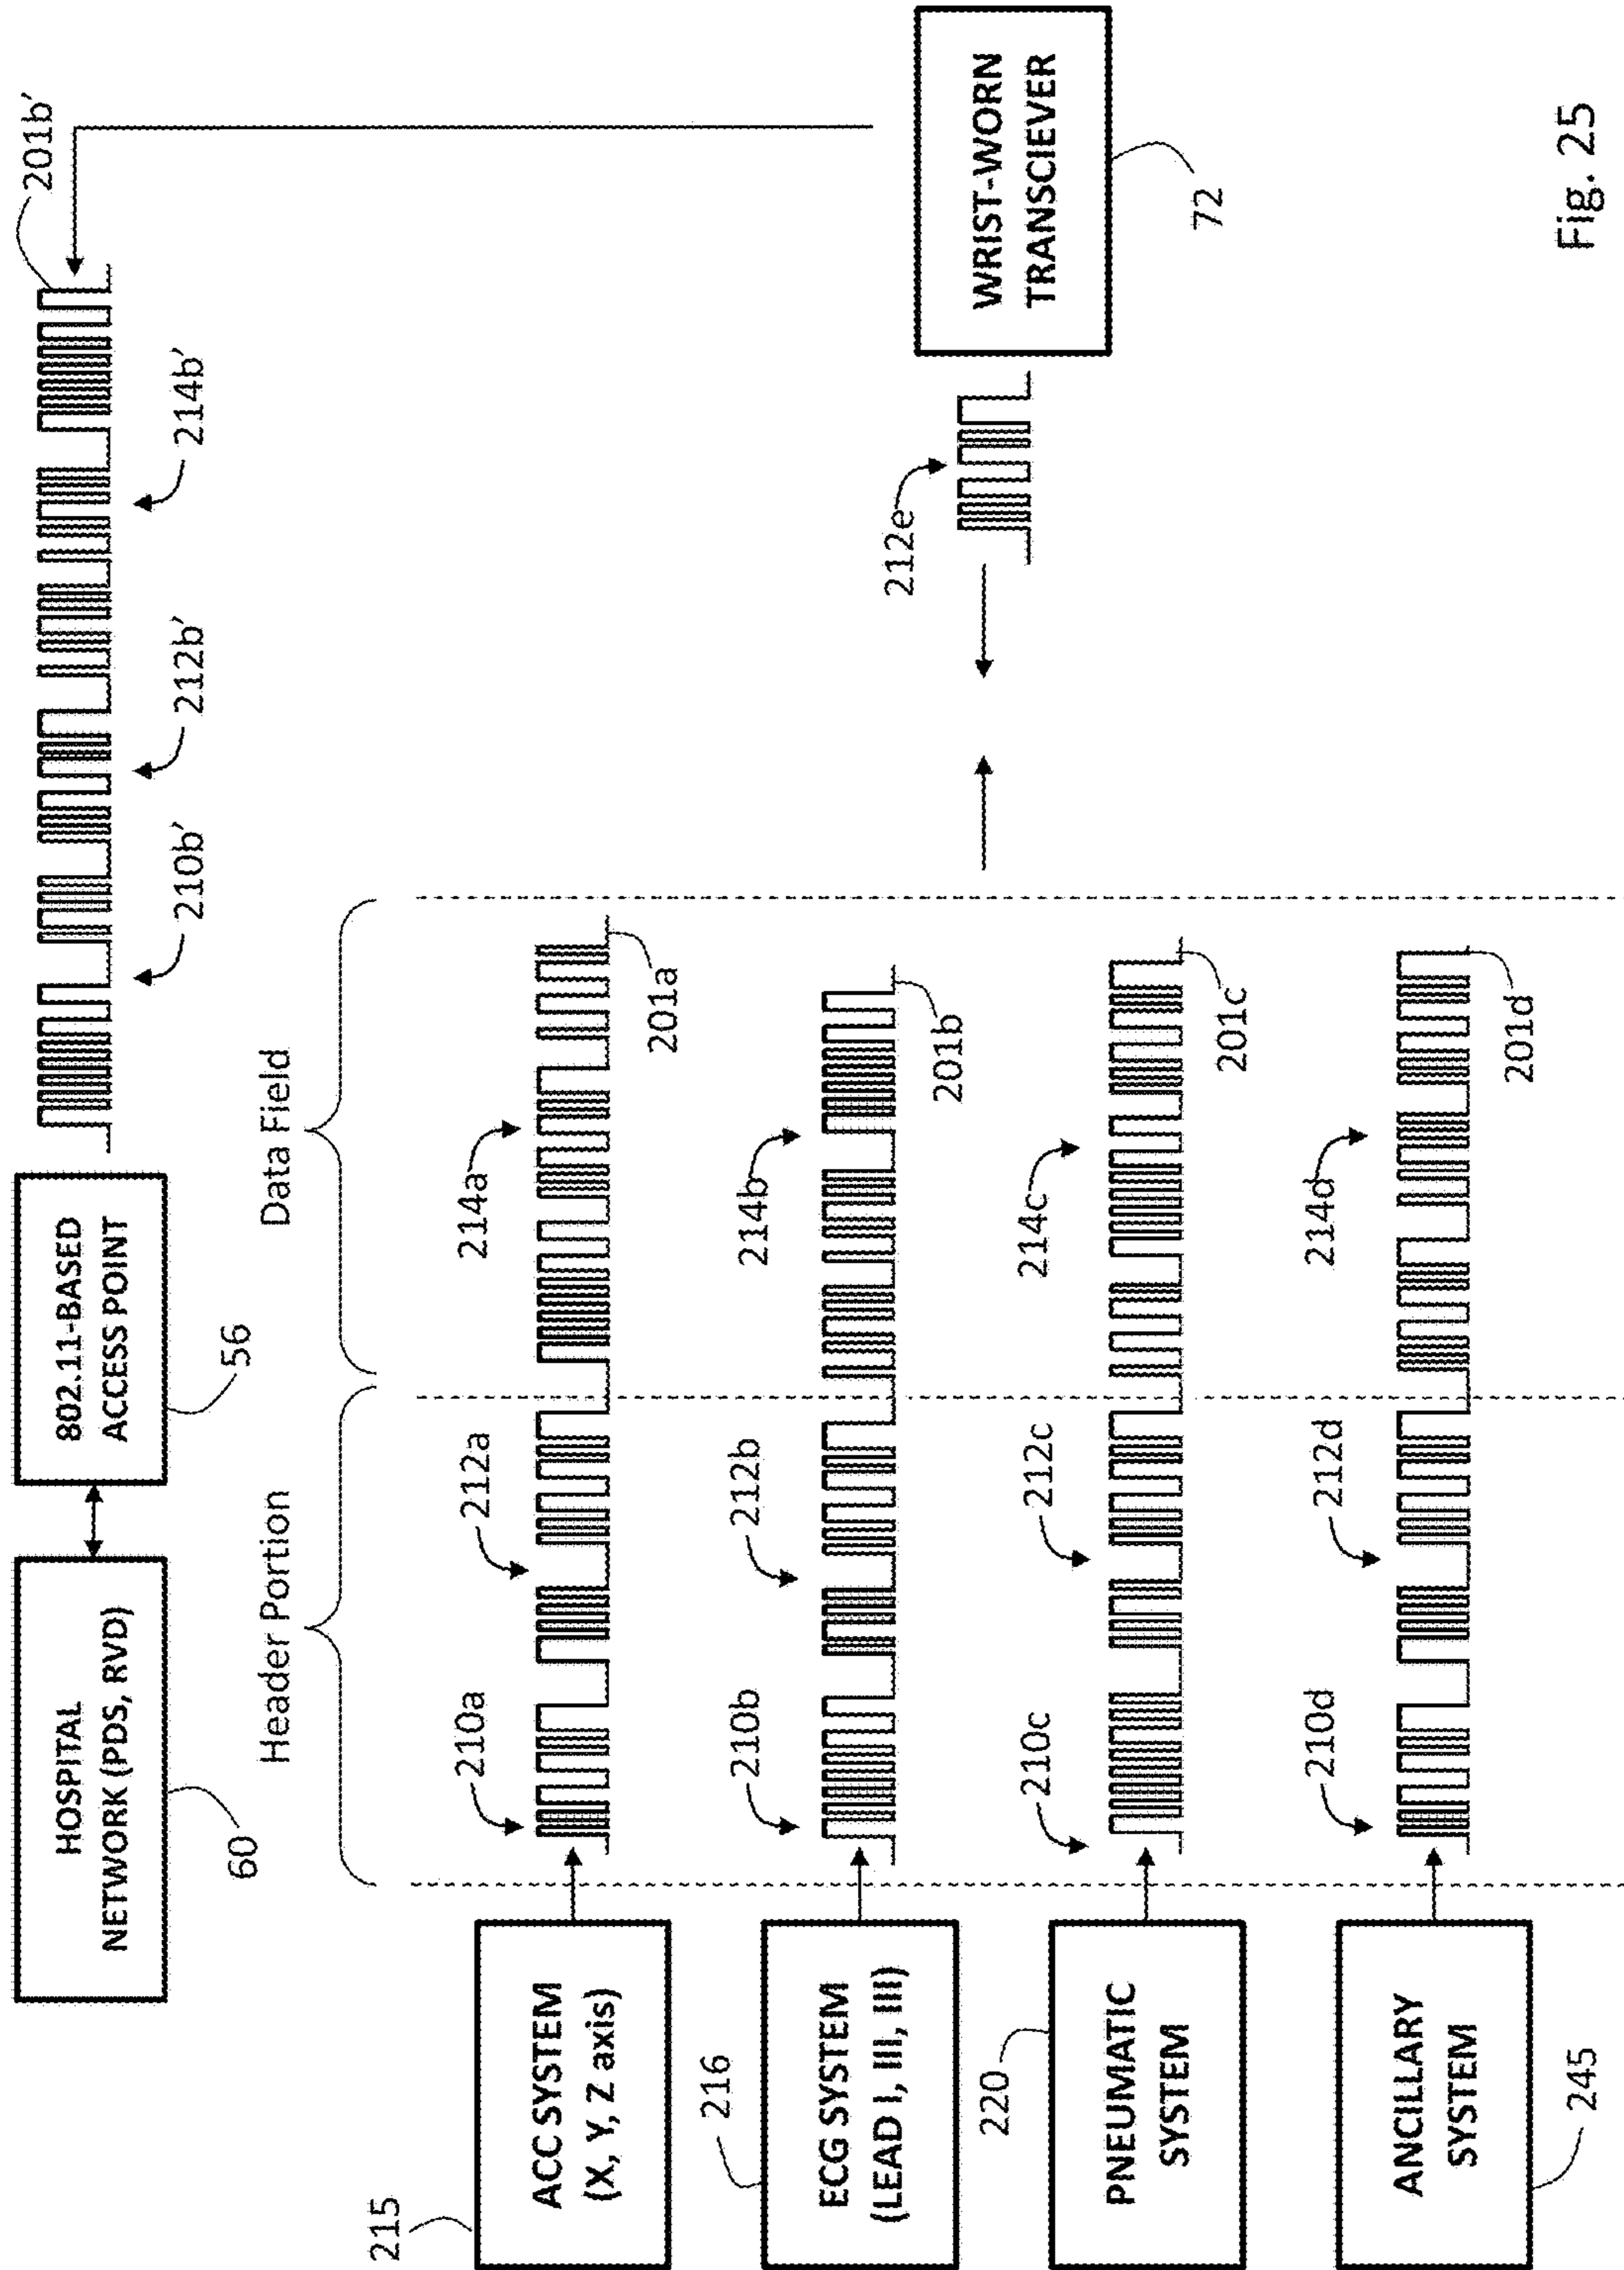 HOSPITAL
NETWORK (PDS, RVD)
60
802.11-BASED
ACCESS POINT
56
210b'
212b'
214b'
201b'
Header Portion
Data Field
215
ACC SYSTEM
(X, Y, Z axis)
210a
212a
214a
201a
216
ECG SYSTEM
(LEAD I, III, III)
210b
212b
214b
201b
212e
WRIST-WORN
TRANSCIEVER
72
220
PNEUMATIC
SYSTEM
210c
212c
214c
201c
ANCILLARY
SYSTEM
245
210d
212d
214d
201d
Fig. 25